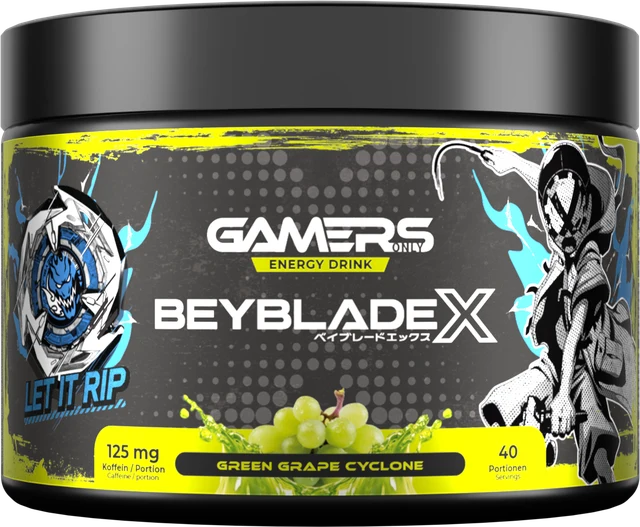 GAMERS
ONLY
ENERGY DRINK
BEYBLADE X
ベイブレードエックス
LET IT RIP
125 mg
Koffein / Portion
Caffeine / portion
GREEN GRAPE CYCLONE
40
Portionen
Servings